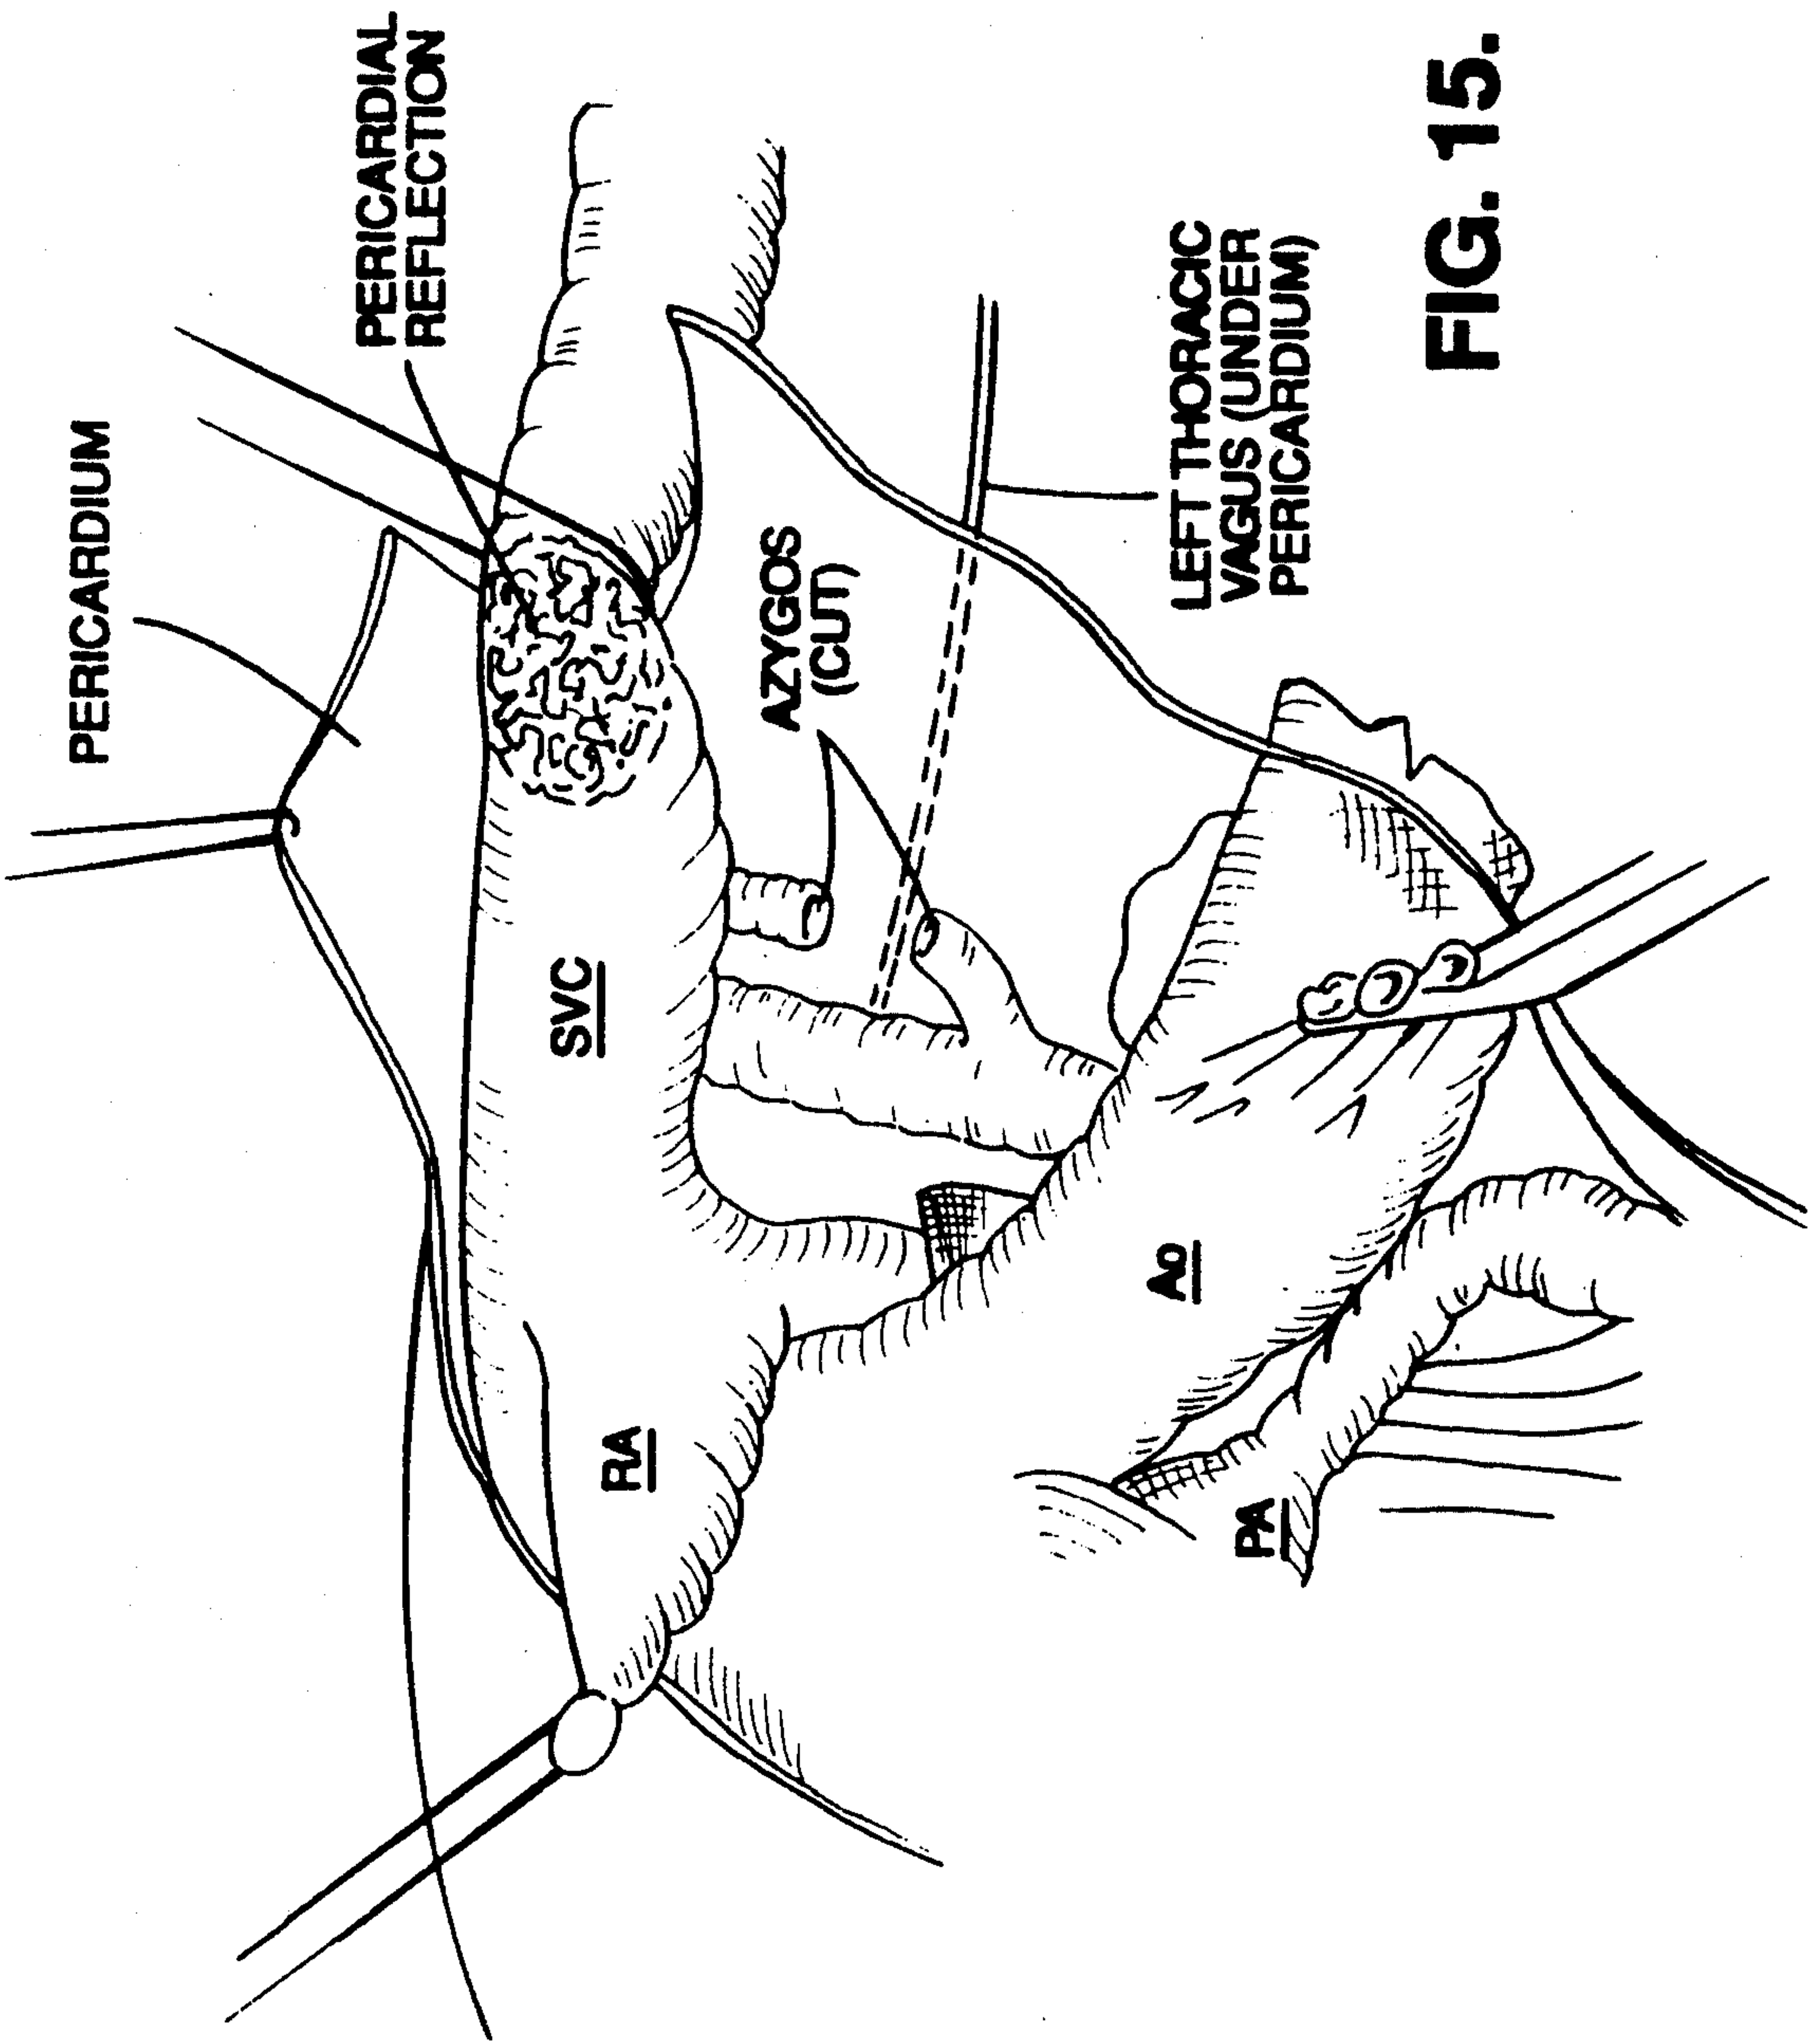 PERICARDIUM
PERICARDIAL
REFLECTION
SVC
AZYGOS
(CUT)
RA
LEFT THORACIC
VAGUS (UNDER
PERICARDIUM)
Ao
PA
FIG. 15.